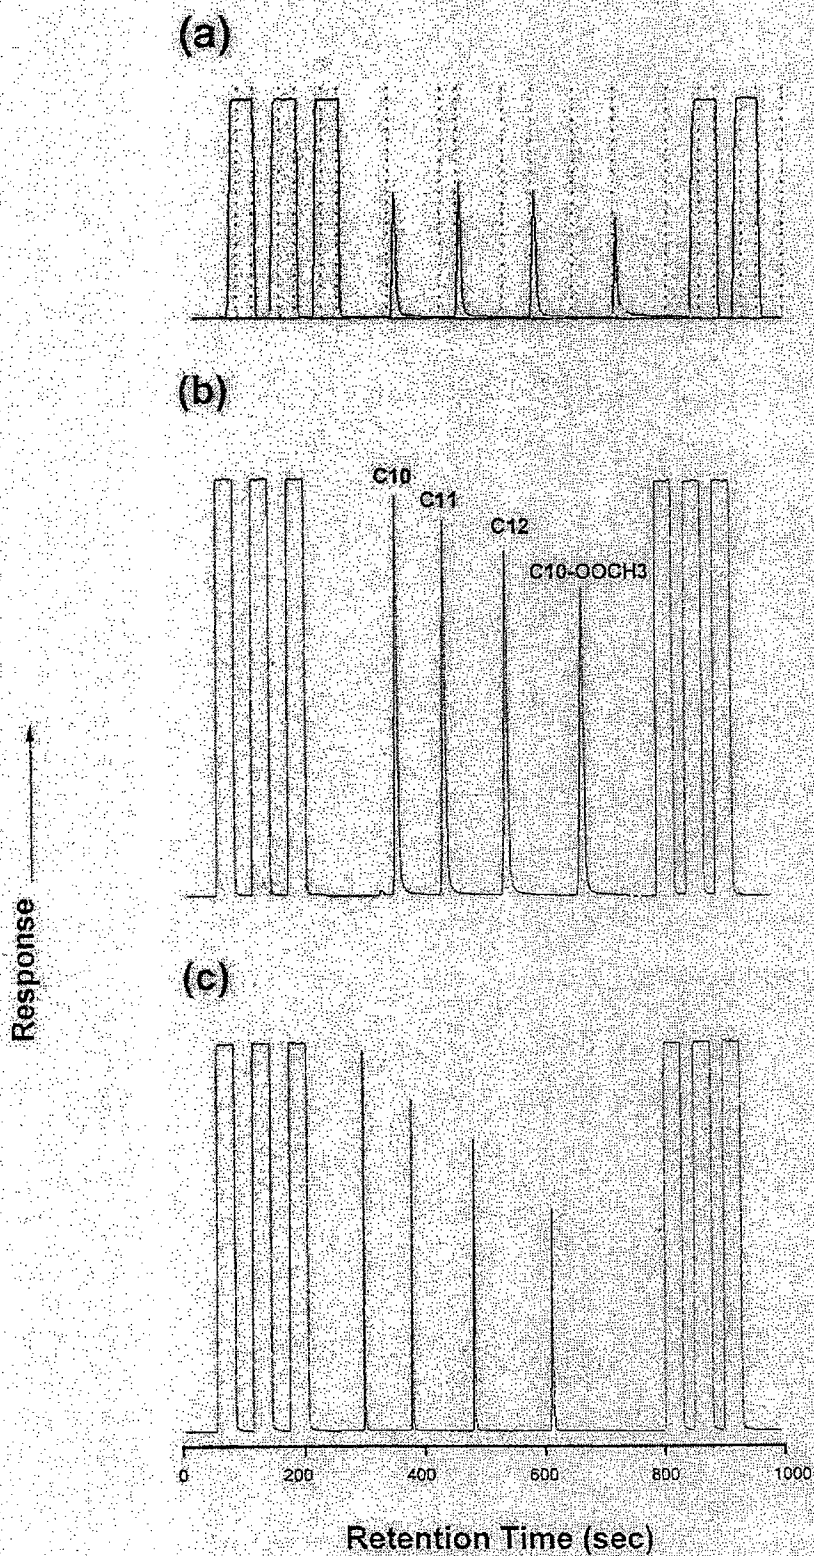 (a)
(b)
C10
C11
C12
C10-OOCH3
(c)
Response
0 200 400 600 800 1000
Retention Time (sec)